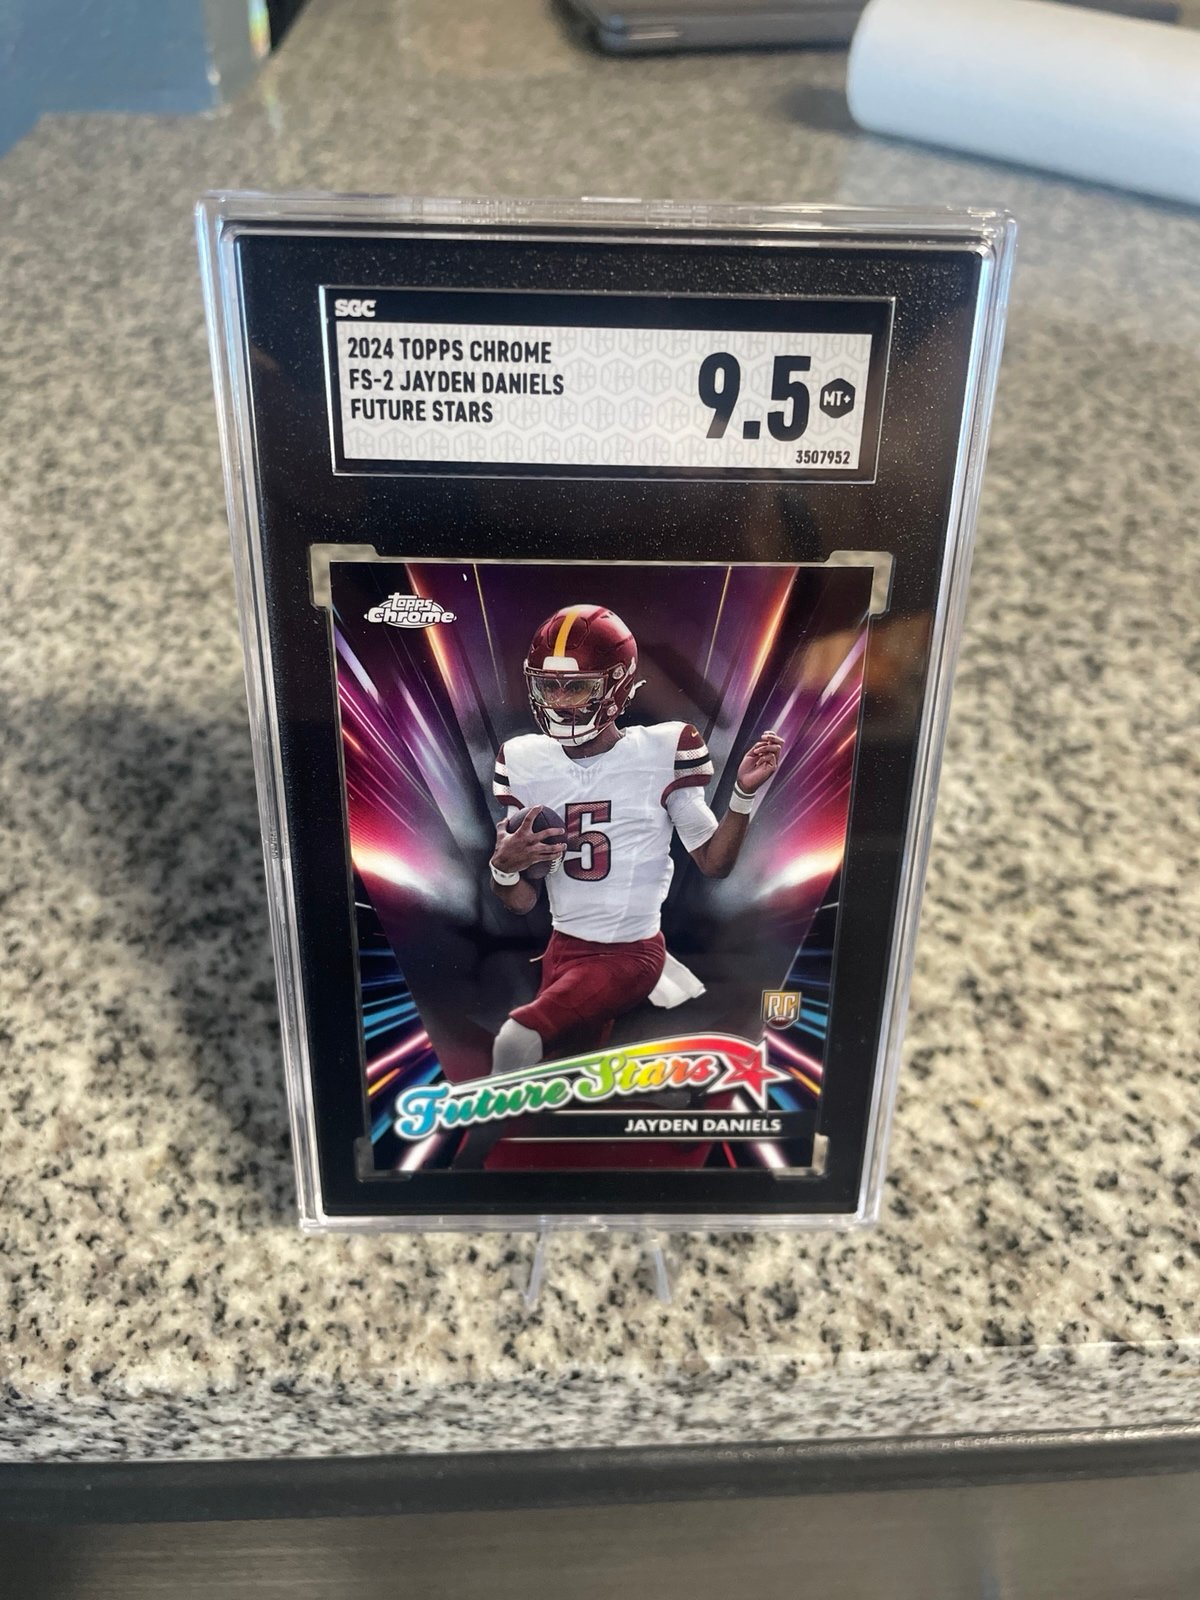 SGC
2024 TOPPS CHROME
FS-2 JAYDEN DANIELS
FUTURE STARS
9.5 MT+
3507952
TOPPS
Chrome
5
RC
Future Stars
JAYDEN DANIELS